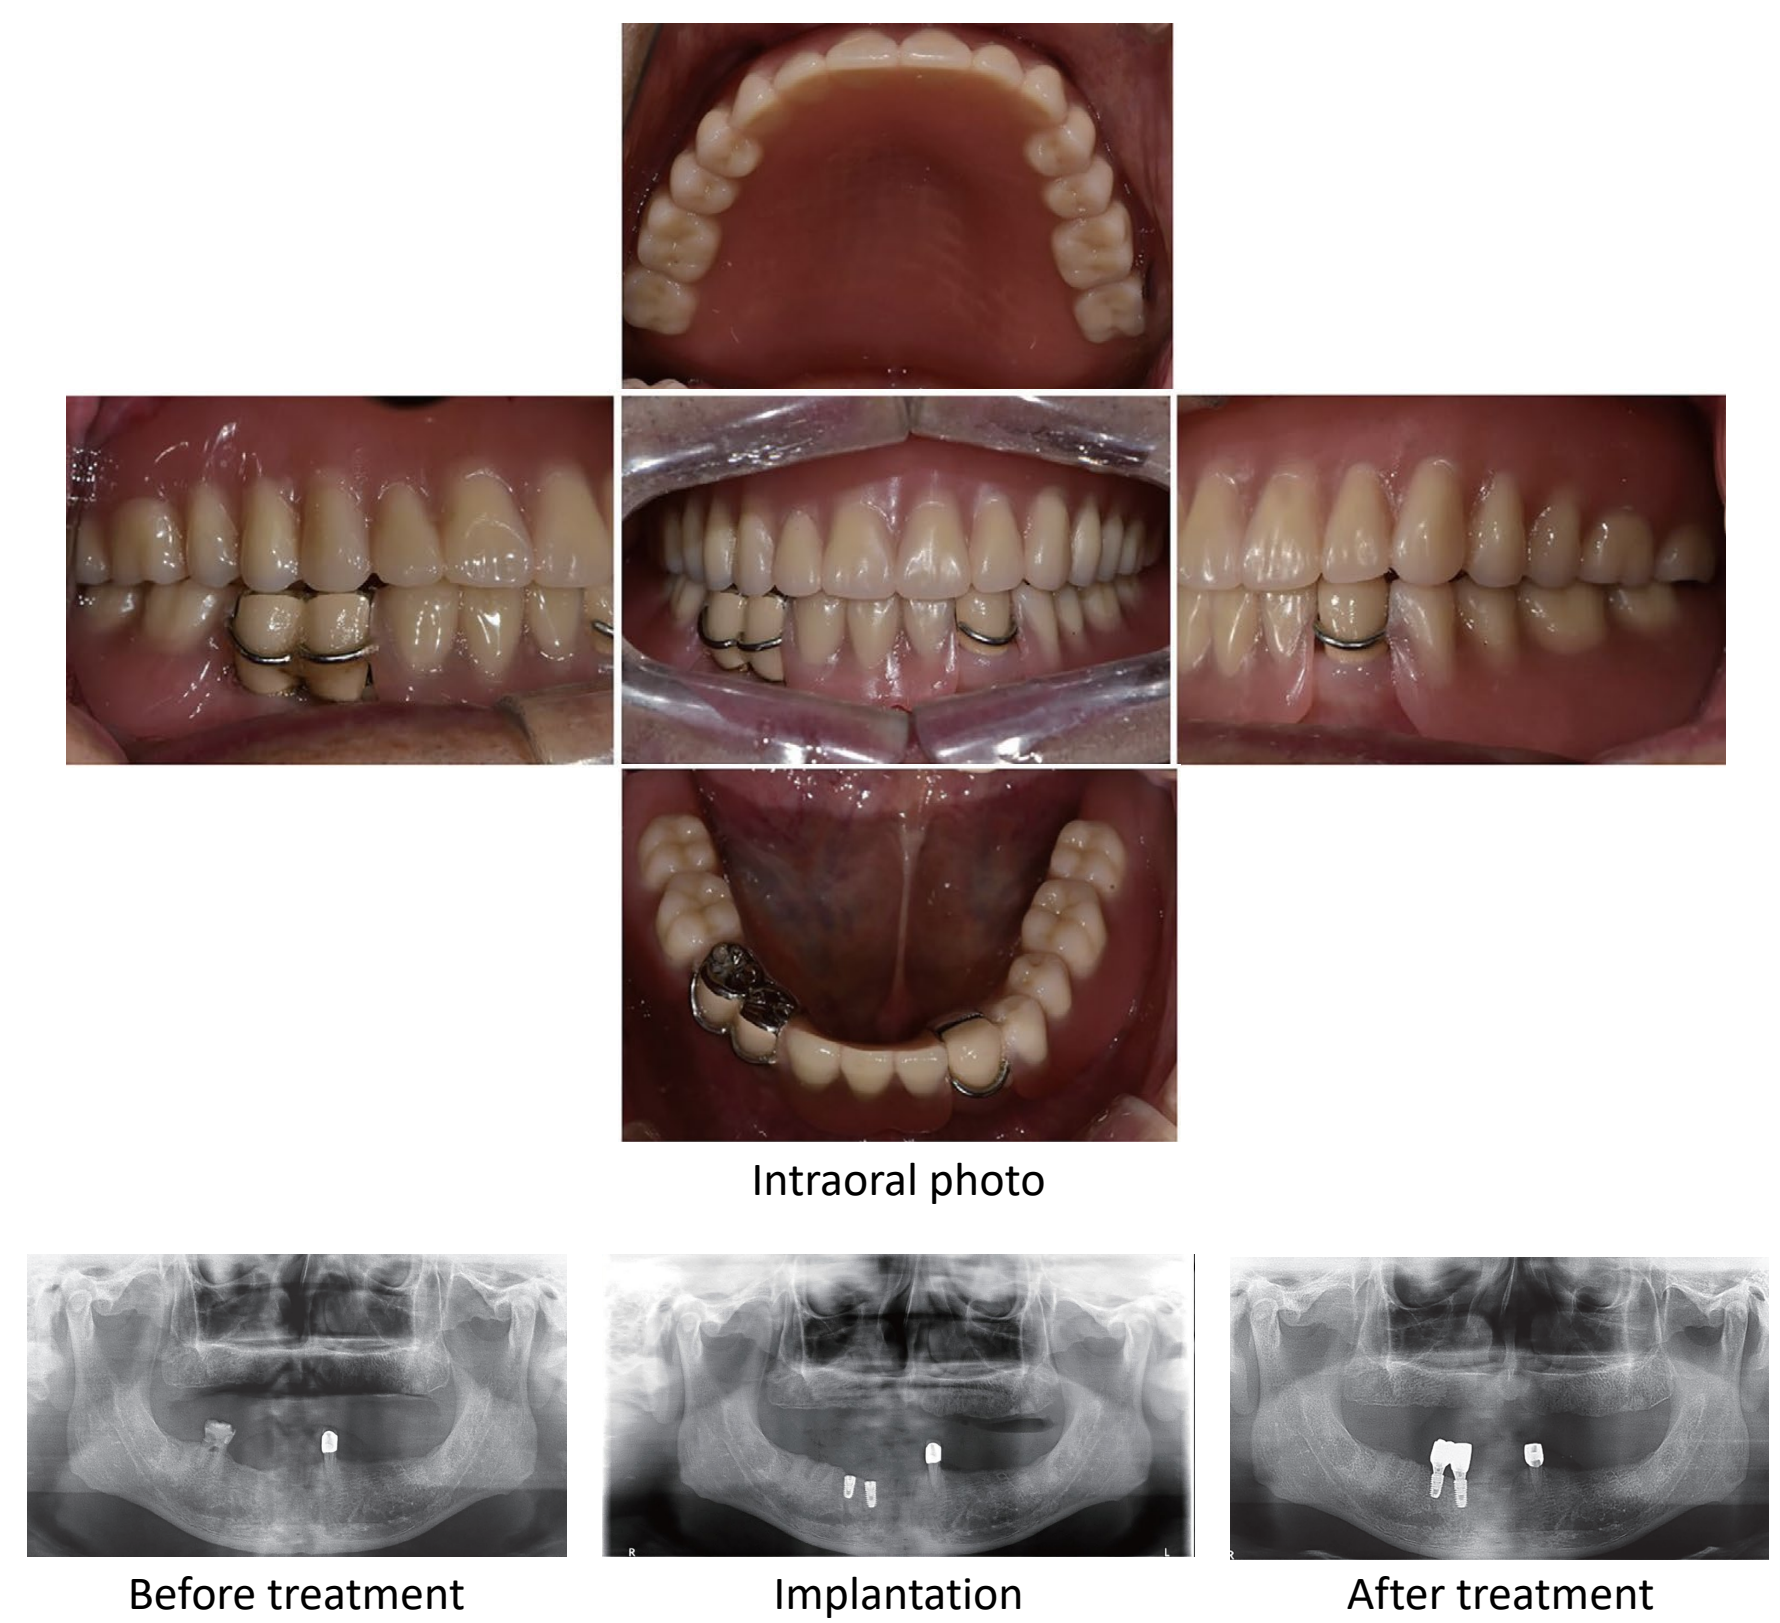 Intraoral photo
R
L
R
Before treatment
Implantation
After treatment